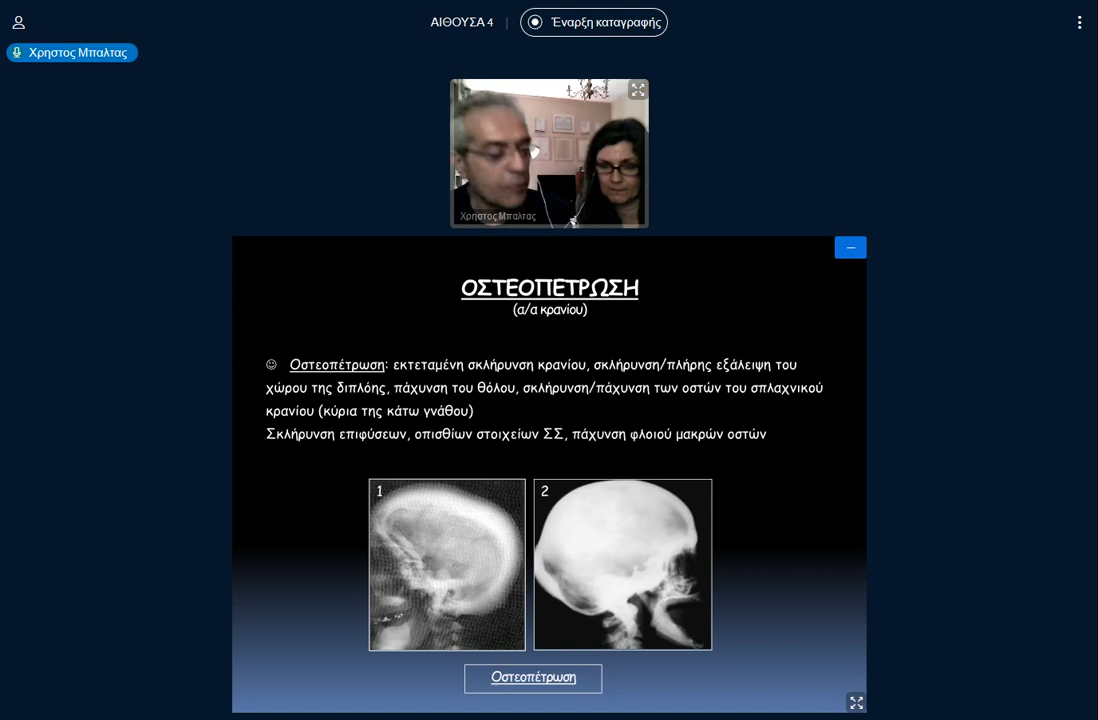 ΑΙΘΟΥΣΑ 4 | Έναρξη καταγραφής
Χρηστος Μπαλτας
Χρηστος Μπαλτας
ΟΣΤΕΟΠΕΤΡΩΣΗ
(α/α κρανίου)
☺ Οστεοπέτρωση: εκτεταμένη σκλήρυνση κρανίου, σκλήρυνση/πλήρης εξάλειψη του
χώρου της διπλόης, πάχυνση του θόλου, σκλήρυνση/πάχυνση των οστών του σπλαχνικού
κρανίου (κύρια της κάτω γνάθου)
Σκλήρυνση επιφύσεων, οπισθίων στοιχείων ΣΣ, πάχυνση φλοιού μακρών οστών
1
2
Οστεοπέτρωση